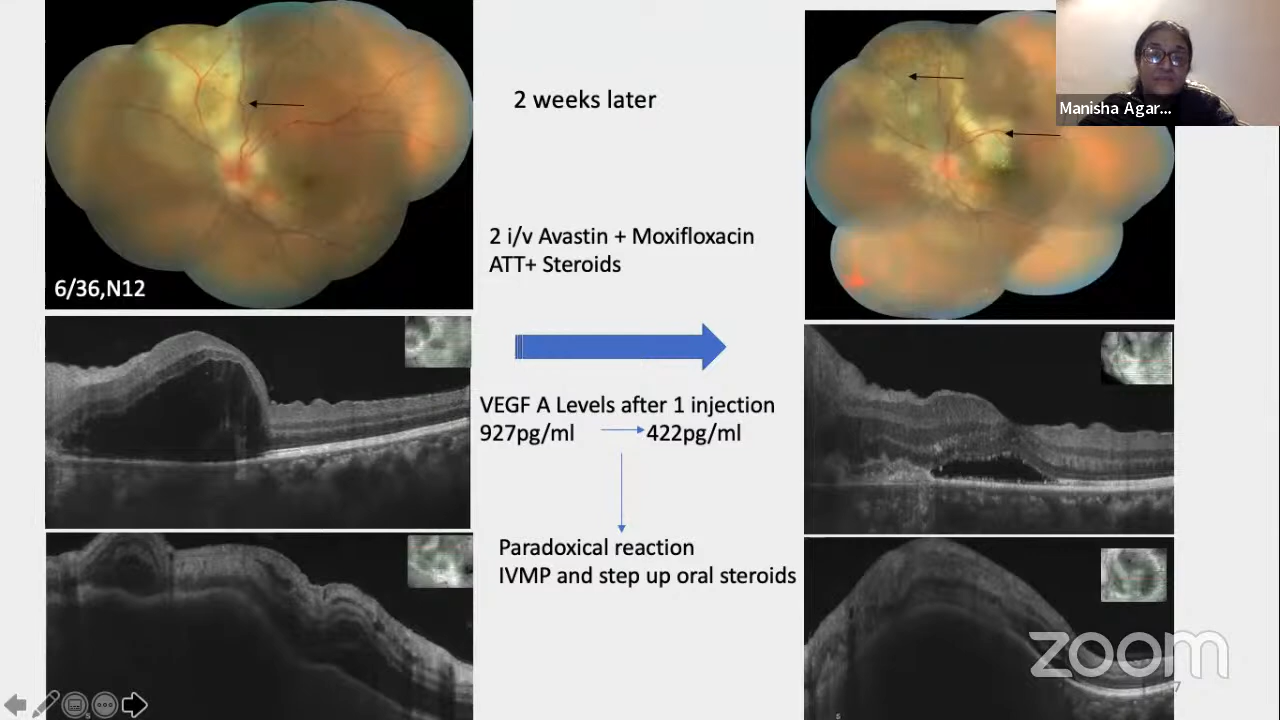 2 weeks later
Manisha Agar...
2 i/v Avastin + Moxifloxacin
ATT+ Steroids
6/36,N12
VEGF A Levels after 1 injection
927pg/ml 422pg/ml
Paradoxical reaction
IVMP and step up oral steroids
zoom
7